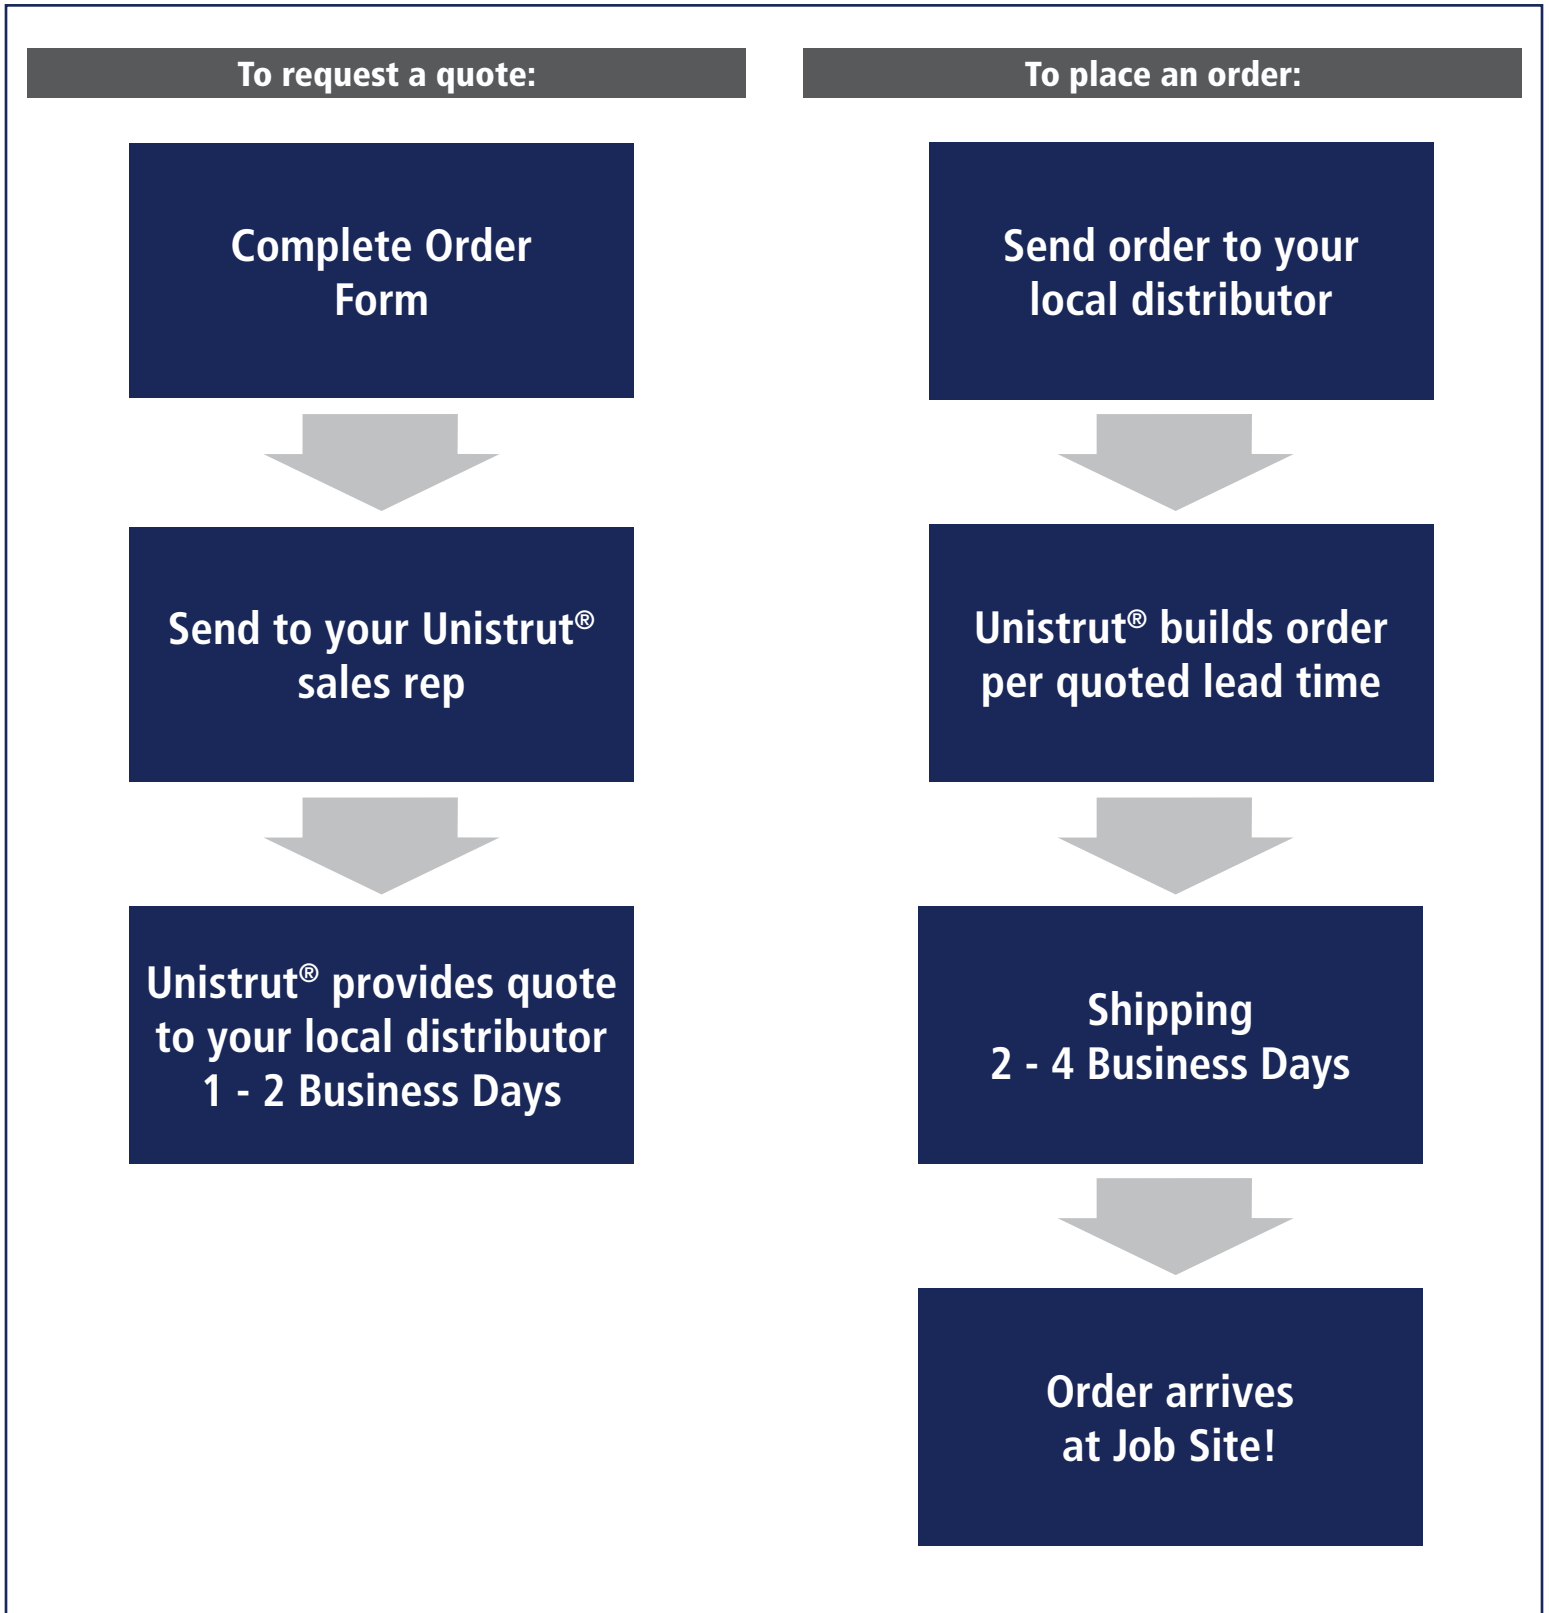 To request a quote:
Complete Order
Form
Send to your Unistrut®
sales rep
Unistrut® provides quote
to your local distributor
1 - 2 Business Days
To place an order:
Send order to your
local distributor
Unistrut® builds order
per quoted lead time
Shipping
2 - 4 Business Days
Order arrives
at Job Site!